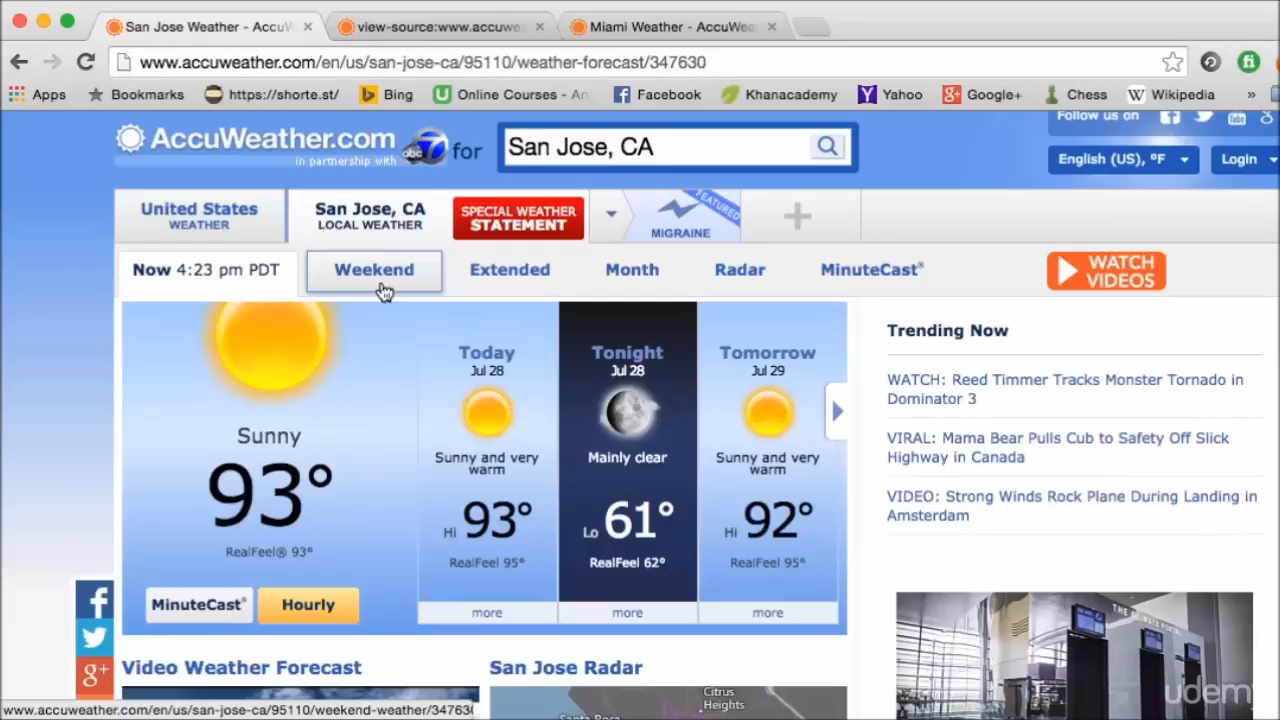 San Jose Weather - AccuW
view-source:www.accuwe
Miami Weather - AccuWea
www.accuweather.com/en/us/san-jose-ca/95110/weather-forecast/347630
Apps
Bookmarks
https://shorte.st/
Bing
Online Courses - An
Facebook
Khanacademy
Yahoo
Google+
Chess
Wikipedia
»
AccuWeather.com
in partnership with
abc 7
for
San Jose, CA
Follow us on
English (US), °F
Login
United States
WEATHER
San Jose, CA
LOCAL WEATHER
SPECIAL WEATHER
STATEMENT
FEATURED
MIGRAINE
Now 4:23 pm PDT
Weekend
Extended
Month
Radar
MinuteCast®
WATCH
VIDEOS
Sunny
93°
RealFeel® 93°
MinuteCast®
Hourly
Today
Jul 28
Sunny and very
warm
Hi 93°
RealFeel 95°
more
Tonight
Jul 28
Mainly clear
Lo 61°
RealFeel 62°
more
Tomorrow
Jul 29
Sunny and very
warm
Hi 92°
RealFeel 95°
more
Trending Now
WATCH: Reed Timmer Tracks Monster Tornado in
Dominator 3
VIRAL: Mama Bear Pulls Cub to Safety Off Slick
Highway in Canada
VIDEO: Strong Winds Rock Plane During Landing in
Amsterdam
Video Weather Forecast
San Jose Radar
Citrus
Heights
Santa Rosa
udemy
www.accuweather.com/en/us/san-jose-ca/95110/weekend-weather/34763